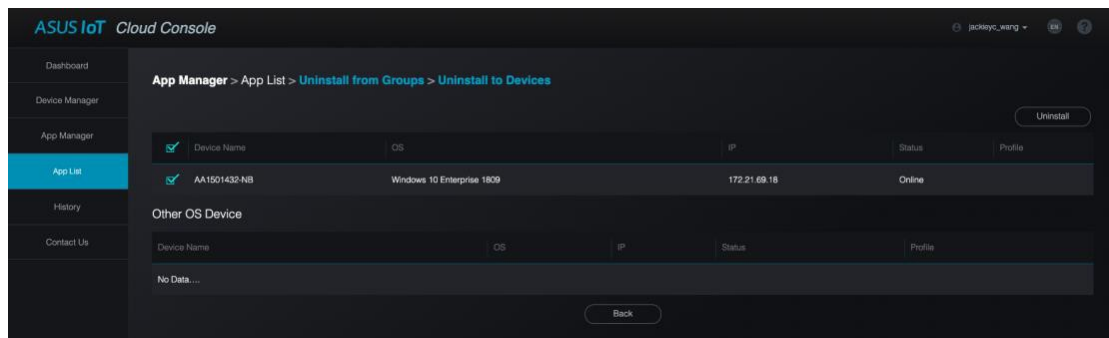 ASUS IoT Cloud Console
jackieyc_wang
EN
?
Dashboard
Device Manager
App Manager
App List
History
Contact Us
App Manager > App List > Uninstall from Groups > Uninstall to Devices
Uninstall
Device Name OS IP Status Profile
AA1501432-NB Windows 10 Enterprise 1809 172.21.69.18 Online
Other OS Device
Device Name OS IP Status Profile
No Data....
Back